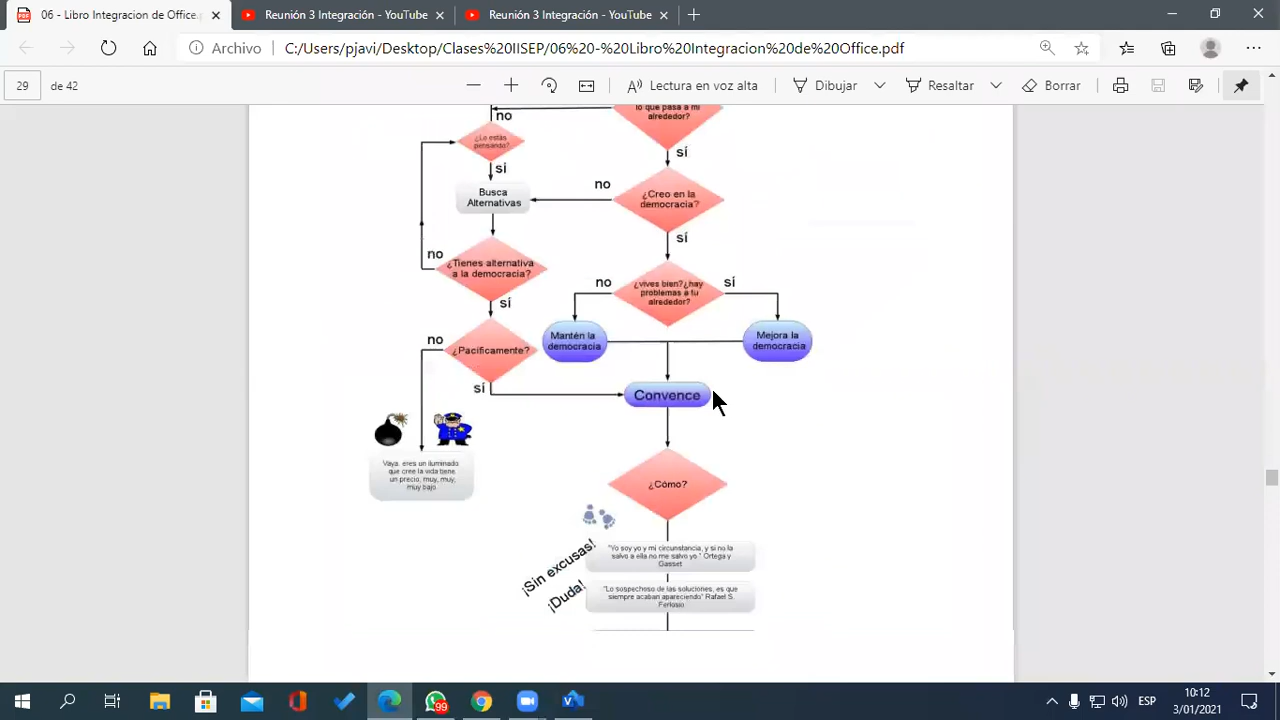 06 - Libro Integracion de Office.
Reunión 3 Integración - YouTube
Reunión 3 Integración - YouTube
Archivo
C:/Users/pjavi/Desktop/Clases%20IISEP/06%20-%20Libro%20Integracion%20de%20Office.pdf
29
de 42
Lectura en voz alta
Dibujar
Resaltar
Borrar
lo que pasa a mi
alrededor?
no
sí
¿Lo estás
pensando?
sí
Busca
Alternativas
no
¿Creo en la
democracia?
sí
no
¿Tienes alternativa
a la democracia?
sí
no
¿vives bien?¿hay
problemas a tu
alrededor?
sí
Mantén la
democracia
Mejora la
democracia
no
¿Pacíficamente?
sí
Convence
Vaya, eres un iluminado
que cree la vida tiene
un precio, muy, muy,
muy bajo.
¿Cómo?
¡Sin excusas!
¡Duda!
"Yo soy yo y mi circunstancia, y si no la
salvo a ella no me salvo yo." Ortega y
Gasset
"Lo sospechoso de las soluciones, es que
siempre acaban apareciendo" Rafael S.
Ferlosio
99
ESP
10:12
3/01/2021